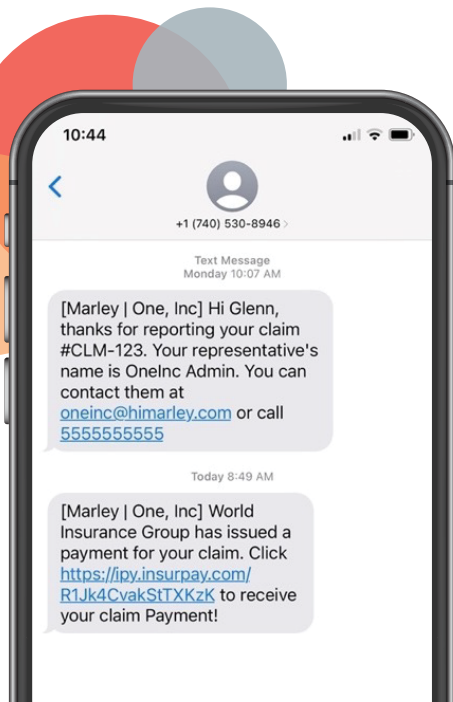 10:44
+1 (740) 530-8946
Text Message
Monday 10:07 AM
[Marley | One, Inc] Hi Glenn,
thanks for reporting your claim
#CLM-123. Your representative's
name is OneInc Admin. You can
contact them at
oneinc@himarley.com or call
5555555555
Today 8:49 AM
[Marley | One, Inc] World
Insurance Group has issued a
payment for your claim. Click
https://ipy.insurpay.com/
R1Jk4CvakStTXKzK to receive
your claim Payment!